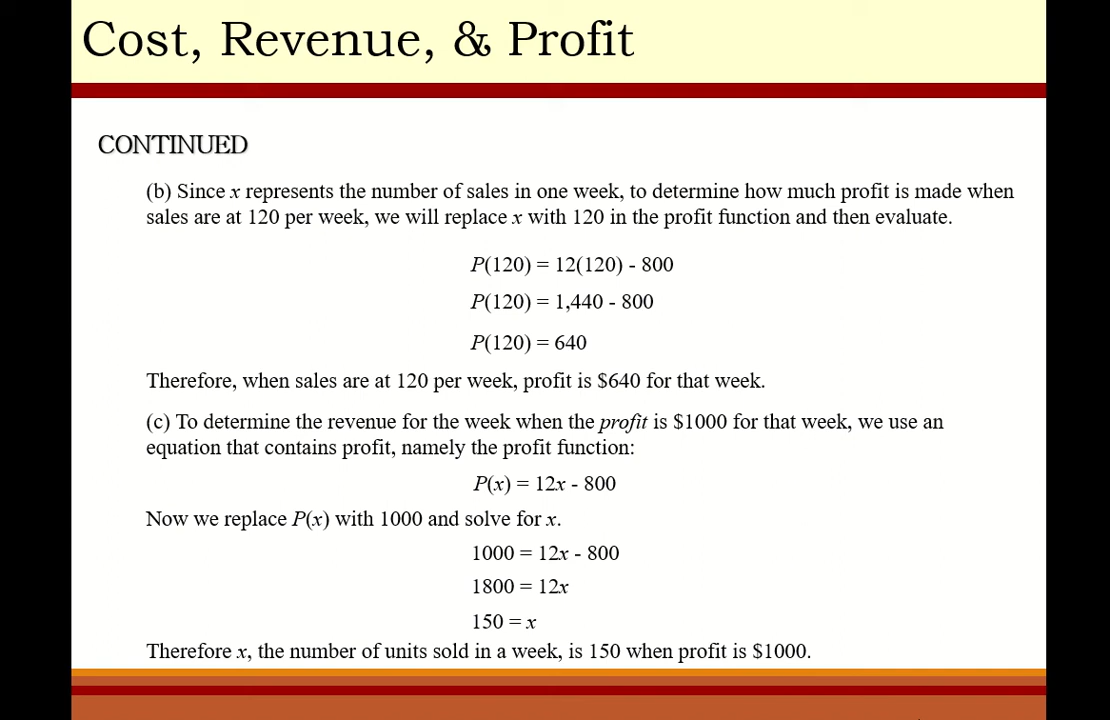 Cost, Revenue, & Profit
CONTINUED
(b) Since x represents the number of sales in one week, to determine how much profit is made when
sales are at 120 per week, we will replace x with 120 in the profit function and then evaluate.
P(120) = 12(120) - 800
P(120) = 1,440 - 800
P(120) = 640
Therefore, when sales are at 120 per week, profit is $640 for that week.
(c) To determine the revenue for the week when the profit is $1000 for that week, we use an
equation that contains profit, namely the profit function:
P(x) = 12x - 800
Now we replace P(x) with 1000 and solve for x.
1000 = 12x - 800
1800 = 12x
150 = x
Therefore x, the number of units sold in a week, is 150 when profit is $1000.